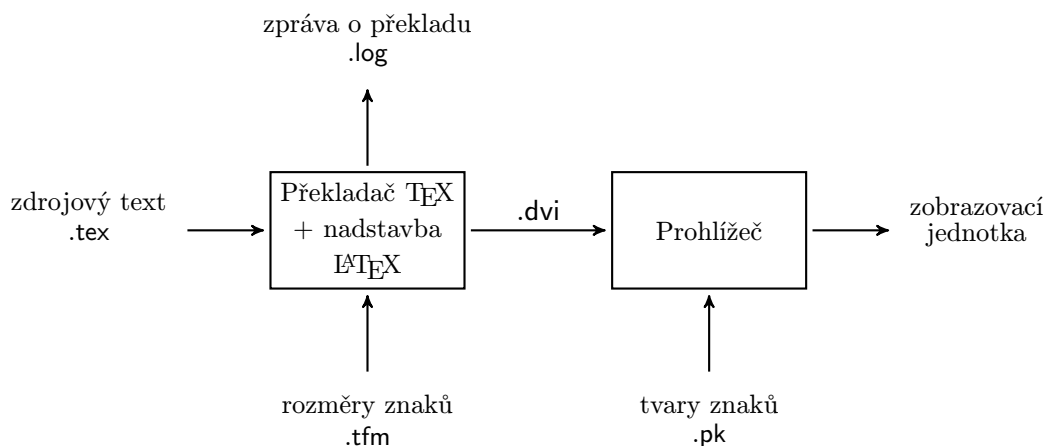 zpráva o překladu
.log
zdrojový text
.tex
Překladač TEX
+ nadstavba
LATEX
.dvi
Prohlížeč
zobrazovací
jednotka
rozměry znaků
.tfm
tvary znaků
.pk